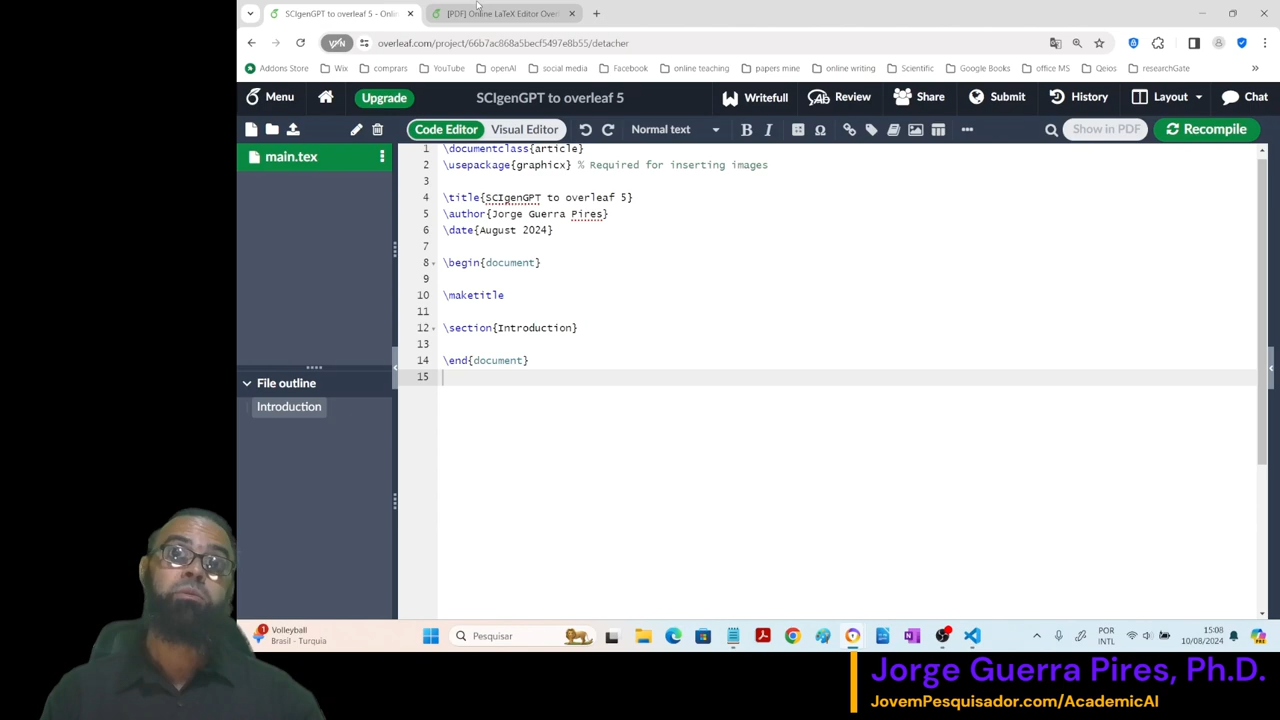 SCIgenGPT to overleaf 5 - Onli
[PDF] Online LaTeX Editor Over
VPN
overleaf.com/project/66b7ac868a5becf5497e8b55/detacher
Addons Store
Wix
comprars
YouTube
openAI
social media
Facebook
online teaching
papers mine
online writing
Scientific
Google Books
office MS
Qeios
researchGate
Menu
Upgrade
SCIgenGPT to overleaf 5
Writefull
Review
Share
Submit
History
Layout
Chat
Code Editor
Visual Editor
Normal text
B
I
Ω
Show in PDF
Recompile
main.tex
1 \documentclass{article}
2 \usepackage{graphicx} % Required for inserting images
3
4 \title{SCIgenGPT to overleaf 5}
5 \author{Jorge Guerra Pires}
6 \date{August 2024}
7
8 \begin{document}
9
10 \maketitle
11
12 \section{Introduction}
13
14 \end{document}
15
File outline
Introduction
1
Volleyball
Brasil - Turquia
Pesquisar
POR
INTL
15:08
10/08/2024
Jorge Guerra Pires, Ph.D.
JovemPesquisador.com/AcademicAI